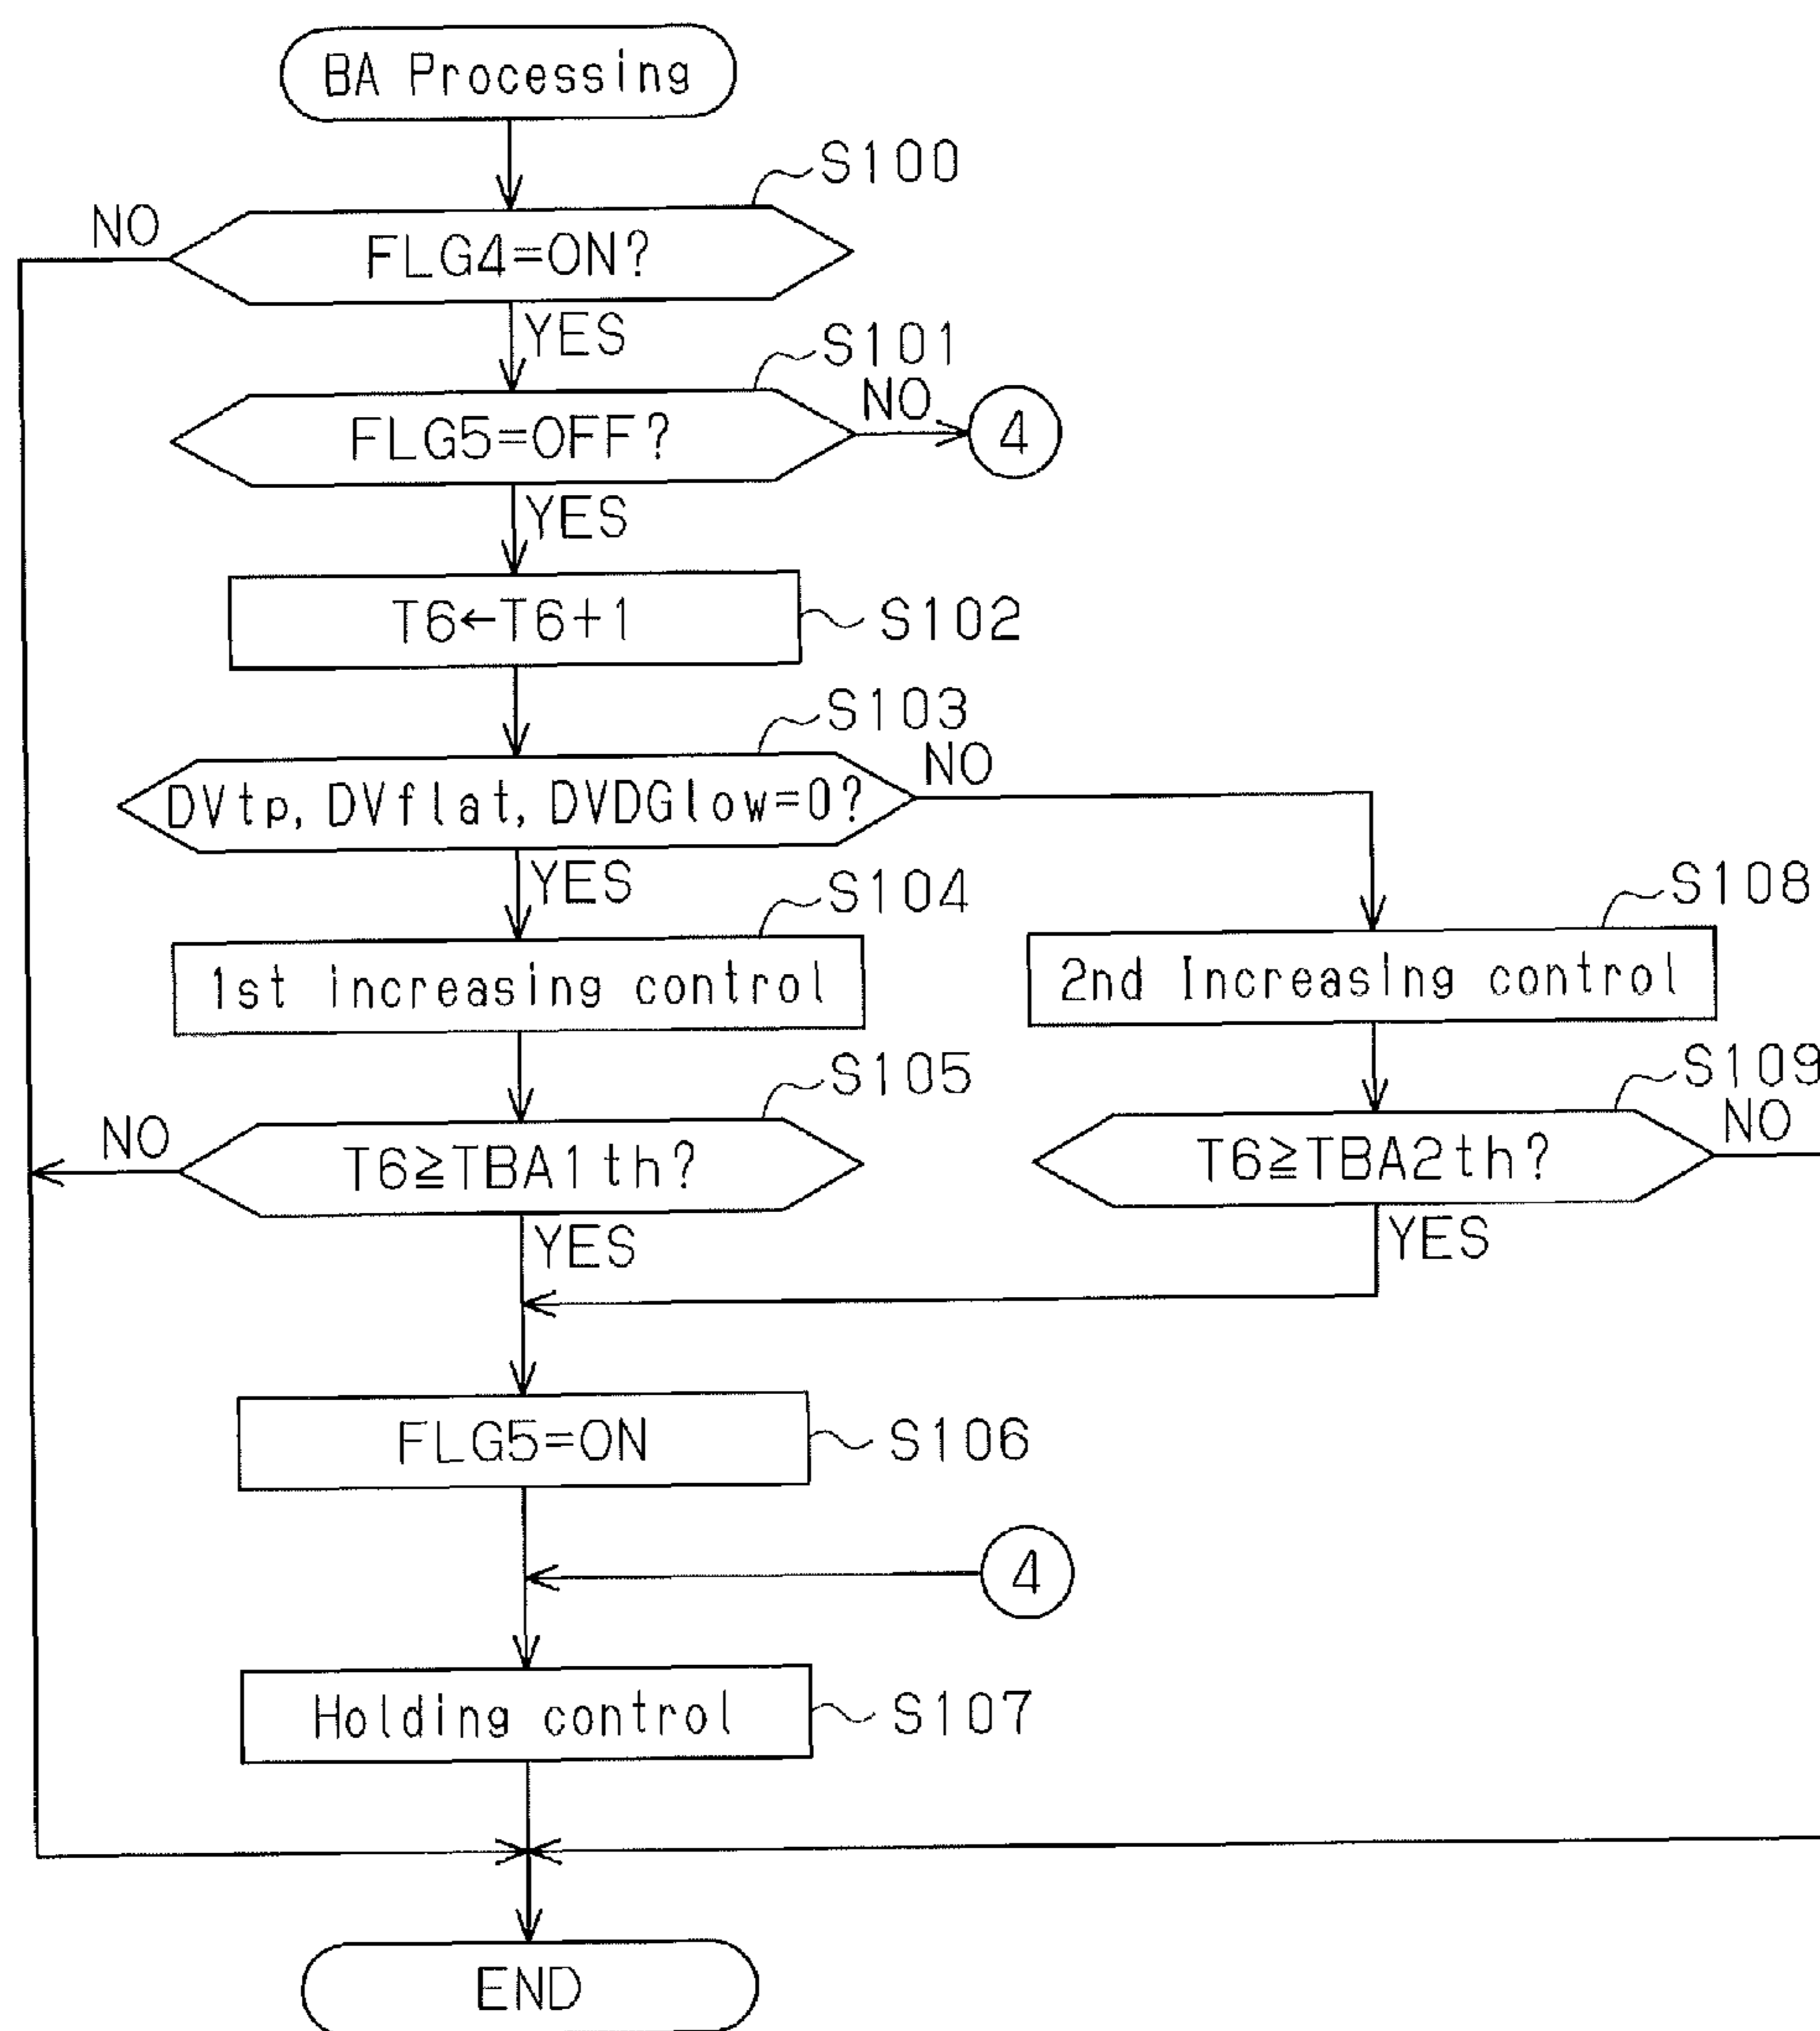 BA Processing
S100
NO
FLG4=ON?
YES
S101
NO
FLG5=OFF?
4
YES
T6←T6+1
S102
S103
NO
DVtp, DVflat, DVDGlow=0?
YES
S104
S108
1st increasing control
2nd Increasing control
S105
S109
NO
T6≧TBA1th?
T6≧TBA2th?
NO
YES
YES
FLG5=ON
S106
4
Holding control
S107
END